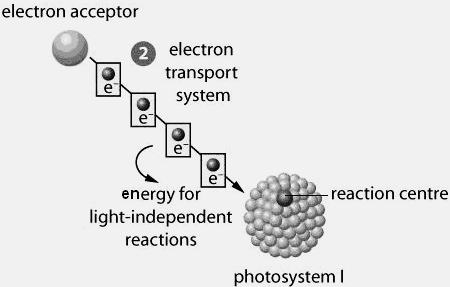 electron acceptor
2
electron
transport
system
e⁻
e⁻
e⁻
e⁻
energy for
light-independent
reactions
reaction centre
photosystem I